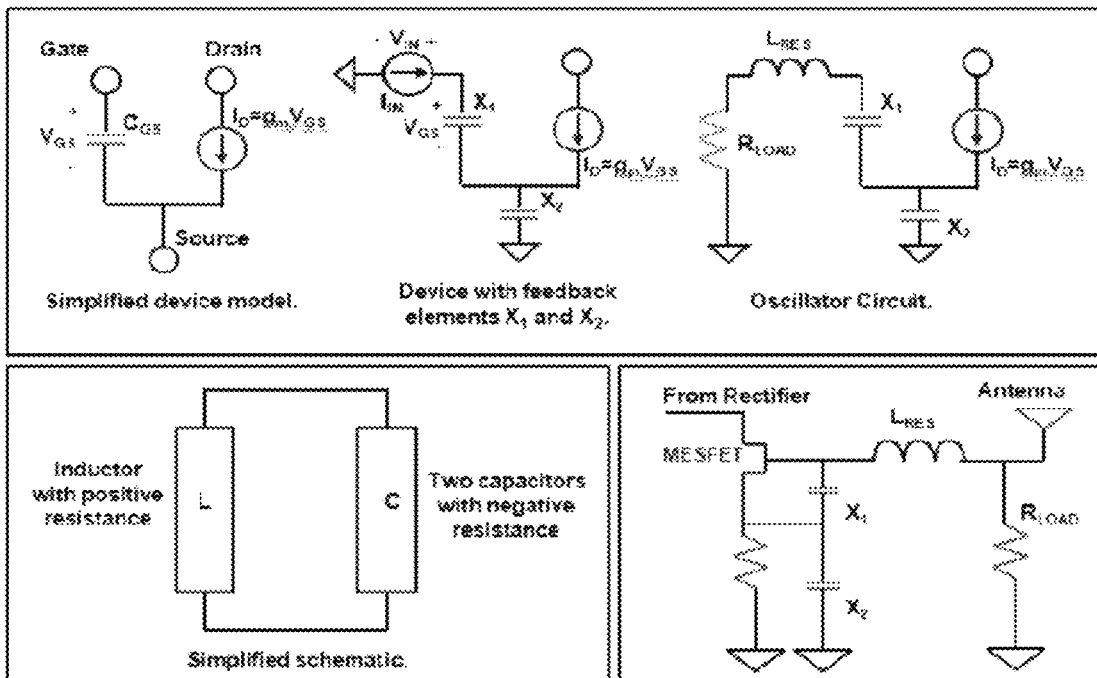 Gate
Drain
V_GS
+
-
C_GS
I_D=g_mV_GS
Source
Simplified device model.
- V_IN +
I_IN
X_1
+
V_GS
-
I_D=g_mV_GS
X_2
Device with feedback
elements X_1 and X_2.
L_RES
R_LOAD
X_1
I_D=g_mV_GS
X_2
Oscillator Circuit.
Inductor
with positive
resistance
L
C
Two capacitors
with negative
resistance
Simplified schematic.
From Rectifier
Antenna
L_RES
MESFET
X_1
R_LOAD
X_2